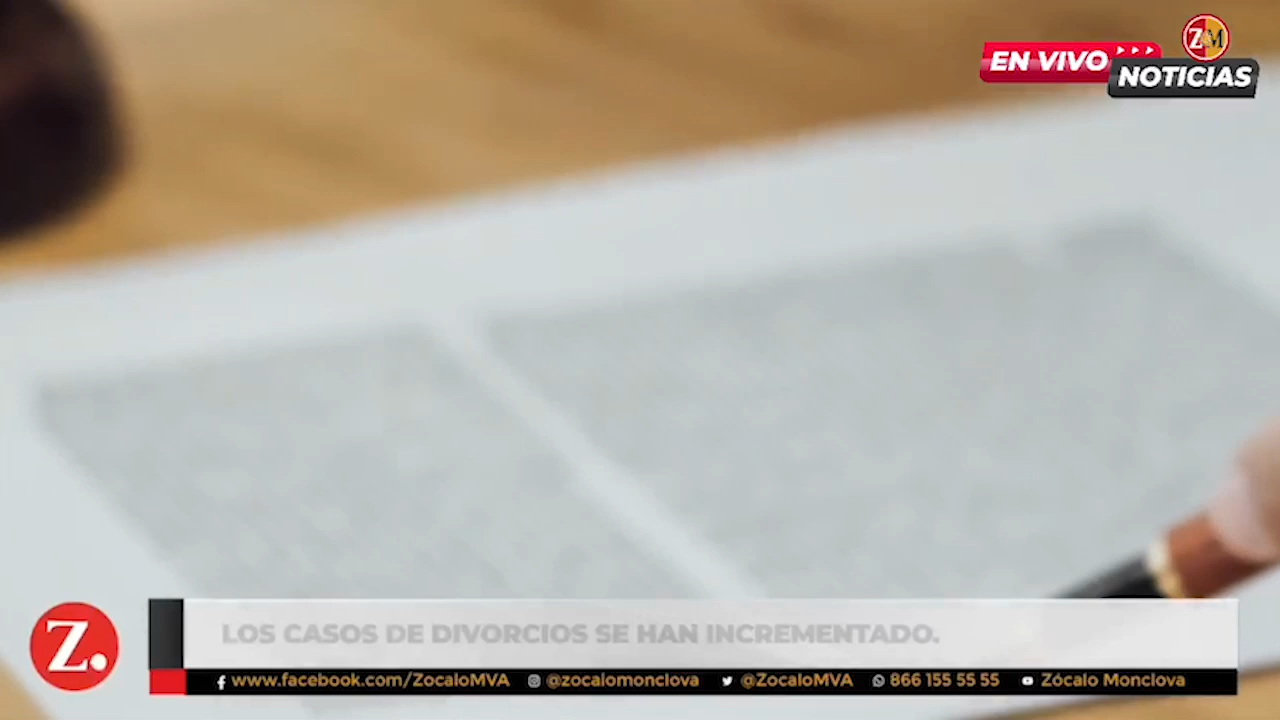 ZM
EN VIVO
NOTICIAS
LOS CASOS DE DIVORCIOS SE HAN INCREMENTADO.
Z.
www.facebook.com/ZocaloMVA @zocalomonclova @ZocaloMVA 866 155 55 55 Zócalo Monclova